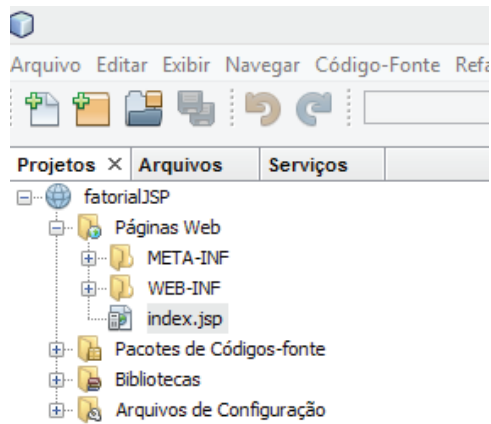 Arquivo Editar Exibir Navegar Código-Fonte
Projetos × Arquivos Serviços
fatorialJSP
Páginas Web
META-INF
WEB-INF
index.jsp
Pacotes de Códigos-fonte
Bibliotecas
Arquivos de Configuração